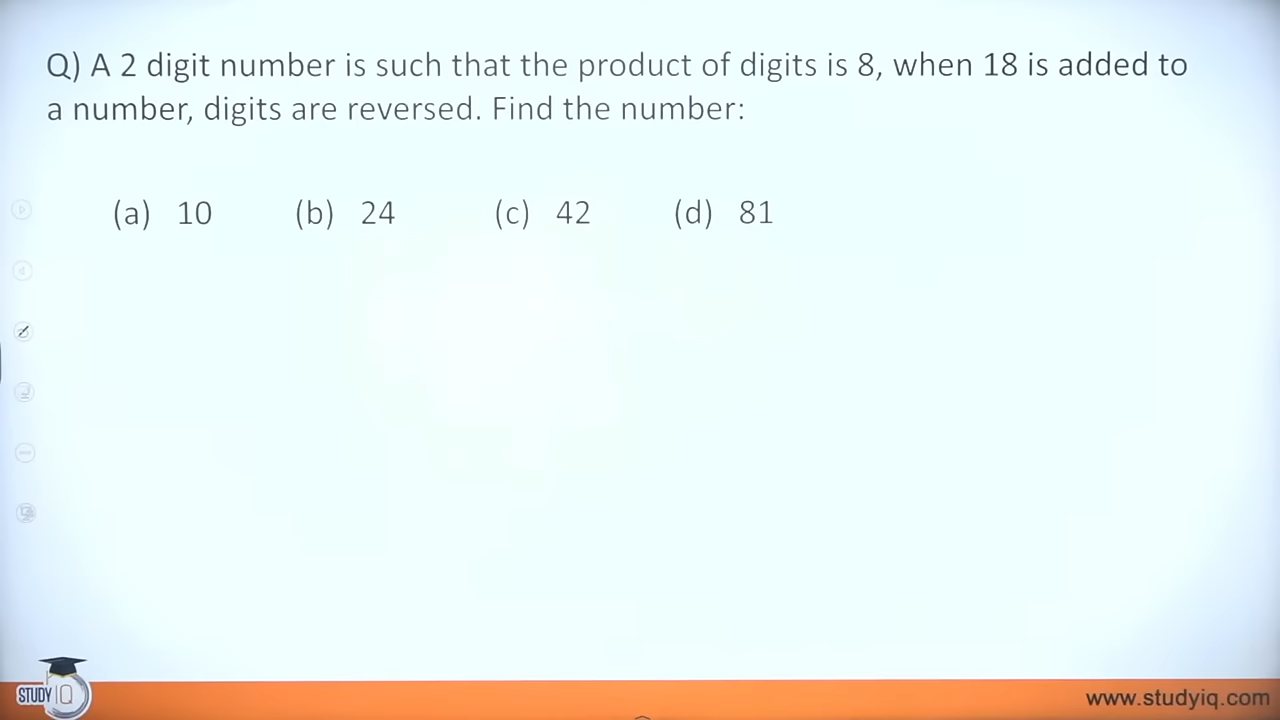 Q) A 2 digit number is such that the product of digits is 8, when 18 is added to
a number, digits are reversed. Find the number:
(a) 10 (b) 24 (c) 42 (d) 81
STUDY IQ
www.studyiq.com